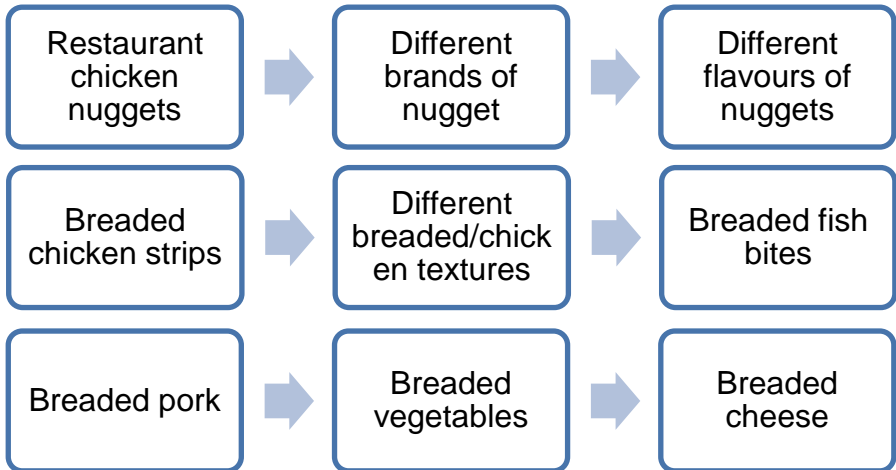 Restaurant
chicken
nuggets
Different
brands of
nugget
Different
flavours of
nuggets
Breaded
chicken strips
Different
breaded/chick
en textures
Breaded fish
bites
Breaded pork
Breaded
vegetables
Breaded
cheese